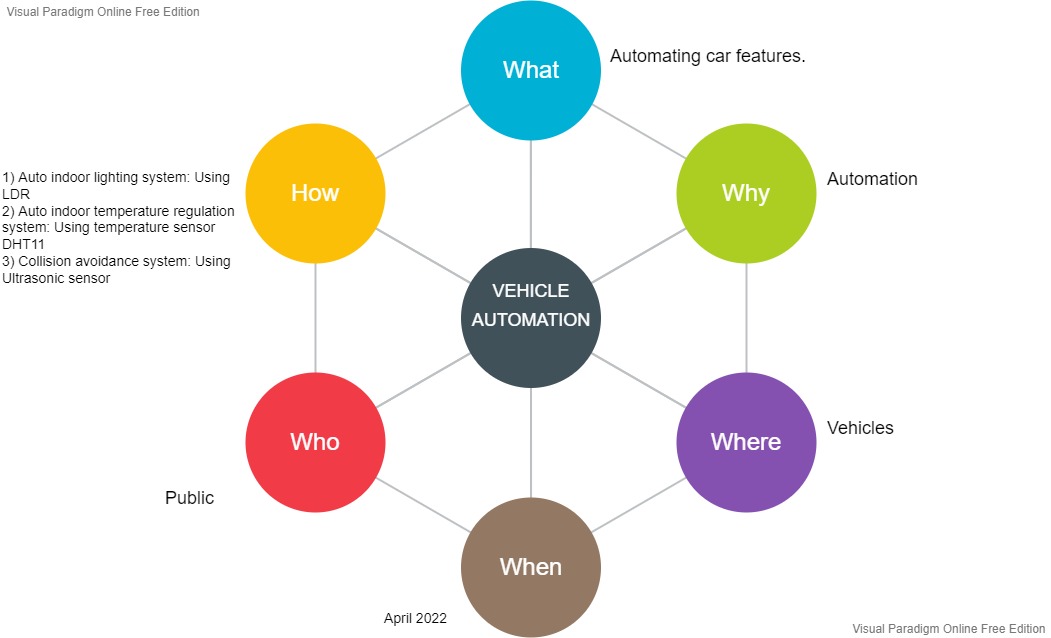 Visual Paradigm Online Free Edition
What
Automating car features.
How
Why
1) Auto indoor lighting system: Using
LDR
2) Auto indoor temperature regulation
system: Using temperature sensor
DHT11
3) Collision avoidance system: Using
Ultrasonic sensor
Automation
VEHICLE
AUTOMATION
Who
Public
Where
Vehicles
When
April 2022
Visual Paradigm Online Free Edition